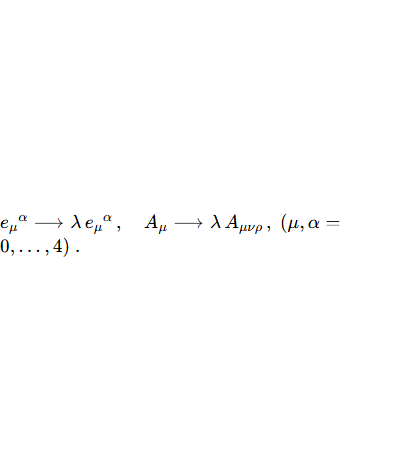 e_μ^α ⟶ λ e_μ^α , A_μ ⟶ λ A_{μνρ} , (μ, α =
0, . . . , 4) .